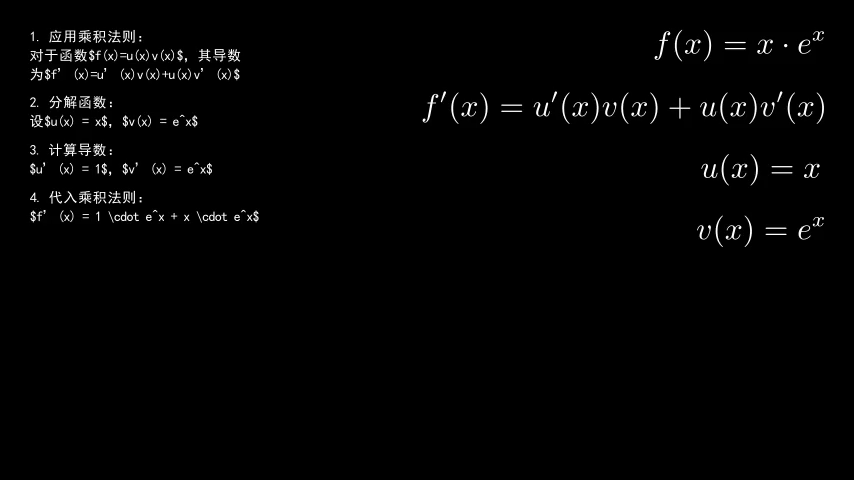 1. 应用乘积法则:
对于函数$f(x)=u(x)v(x)$, 其导数
为$f'(x)=u'(x)v(x)+u(x)v'(x)$
2. 分解函数:
设$u(x) = x$, $v(x) = e^x$
3. 计算导数:
$u'(x) = 1$, $v'(x) = e^x$
4. 代入乘积法则:
$f'(x) = 1 \cdot e^x + x \cdot e^x$
f(x) = x · e^x
f′(x) = u′(x)v(x) + u(x)v′(x)
u(x) = x
v(x) = e^x